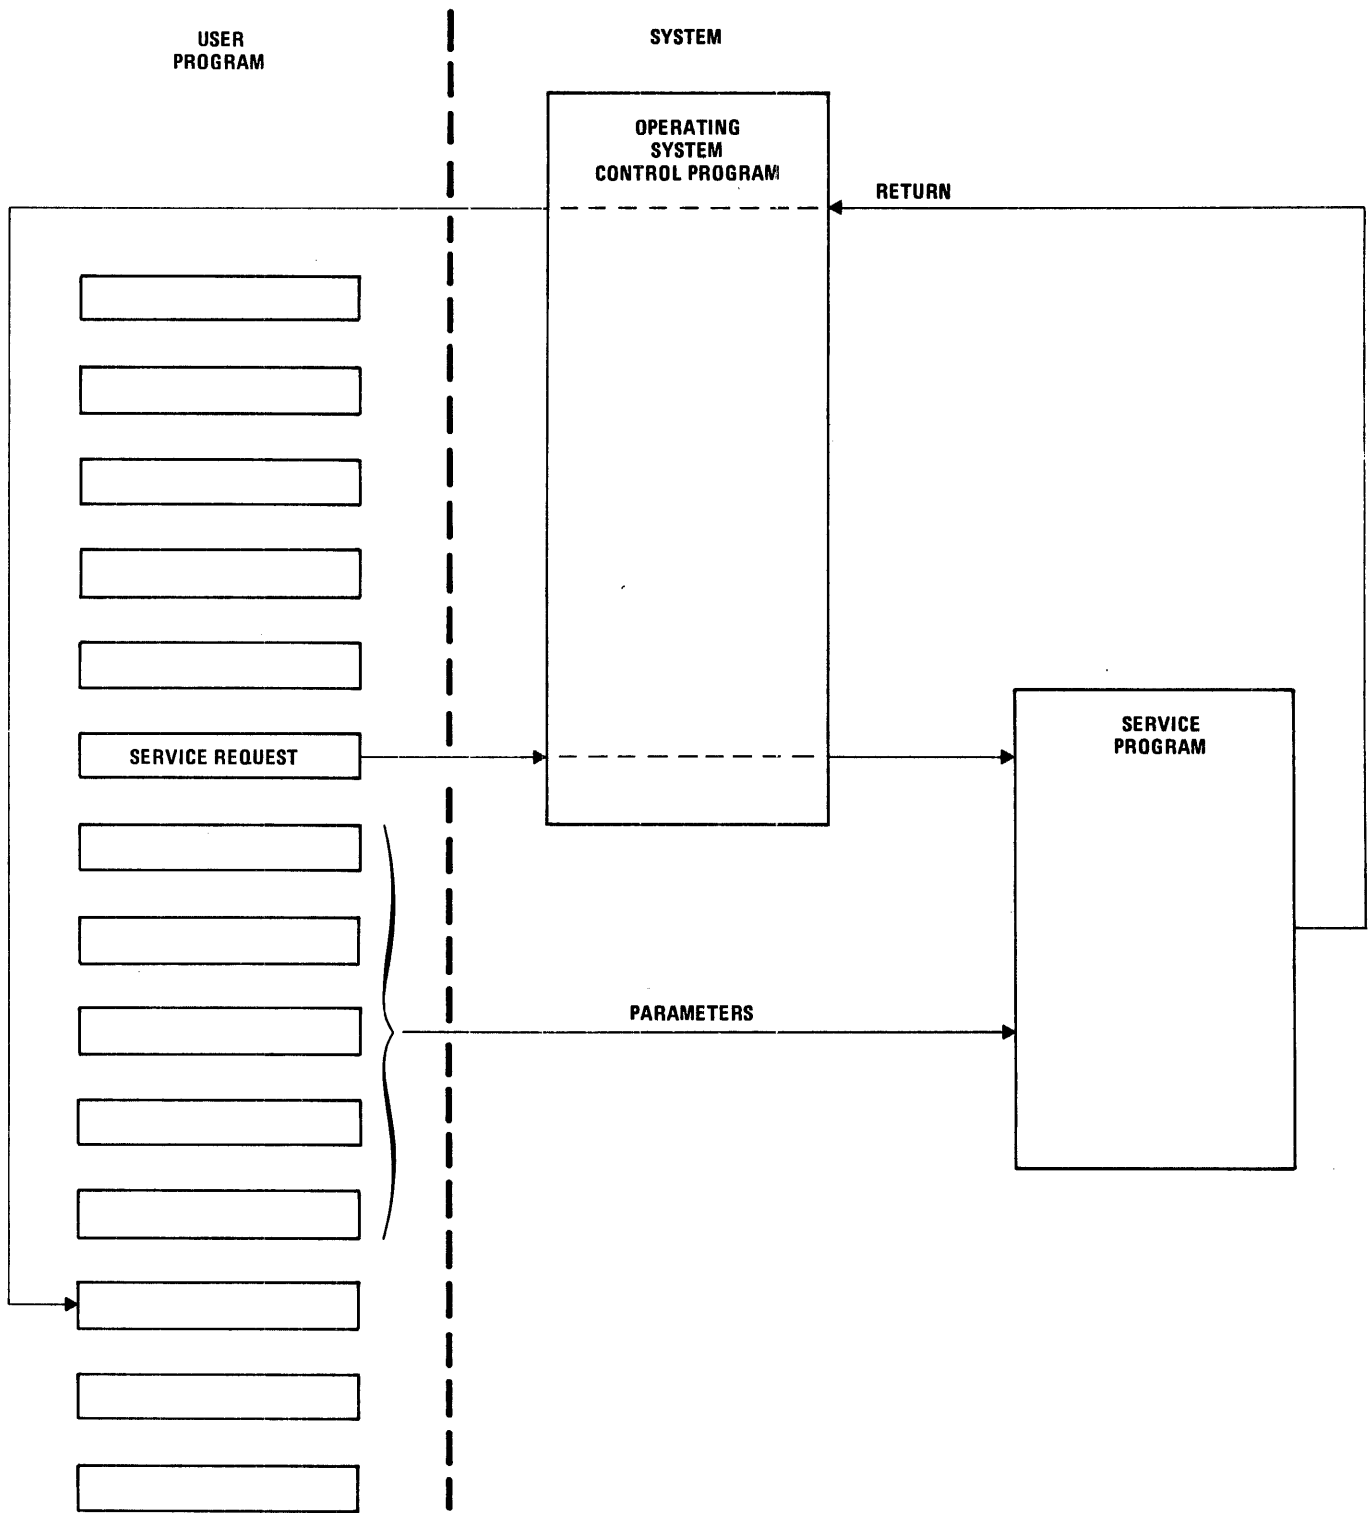 USER
PROGRAM
SYSTEM
OPERATING
SYSTEM
CONTROL PROGRAM
RETURN
SERVICE REQUEST
SERVICE
PROGRAM
PARAMETERS